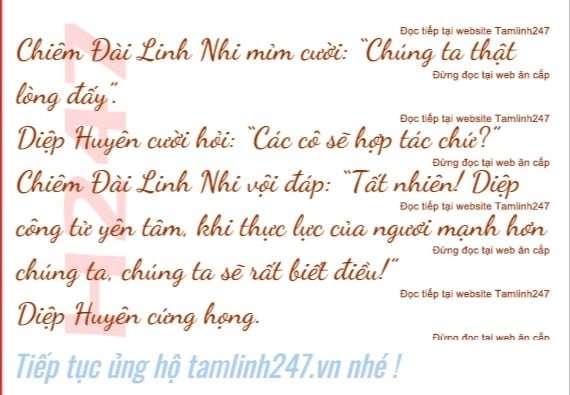 Đọc tiếp tại website Tamlinh247
Chiêm Đài Linh Nhi mỉm cười: “Chúng ta thật
Đừng đọc tại web ăn cắp
lòng đấy”.
Đọc tiếp tại website Tamlinh247
Diệp Huyên cười hỏi: “Các cô sẽ hợp tác chứ?”
Đừng đọc tại web ăn cắp
Chiêm Đài Linh Nhi vội đáp: “Tất nhiên! Diệp
Đọc tiếp tại website Tamlinh247
công tử yên tâm, khi thực lực của người mạnh hơn
Đừng đọc tại web ăn cắp
chúng ta, chúng ta sẽ rất biết điều!”
Đọc tiếp tại website Tamlinh247
Diệp Huyên cứng họng.
Đừng đọc tại web ăn cắp
Tiếp tục ủng hộ tamlinh247.vn nhé !
H247